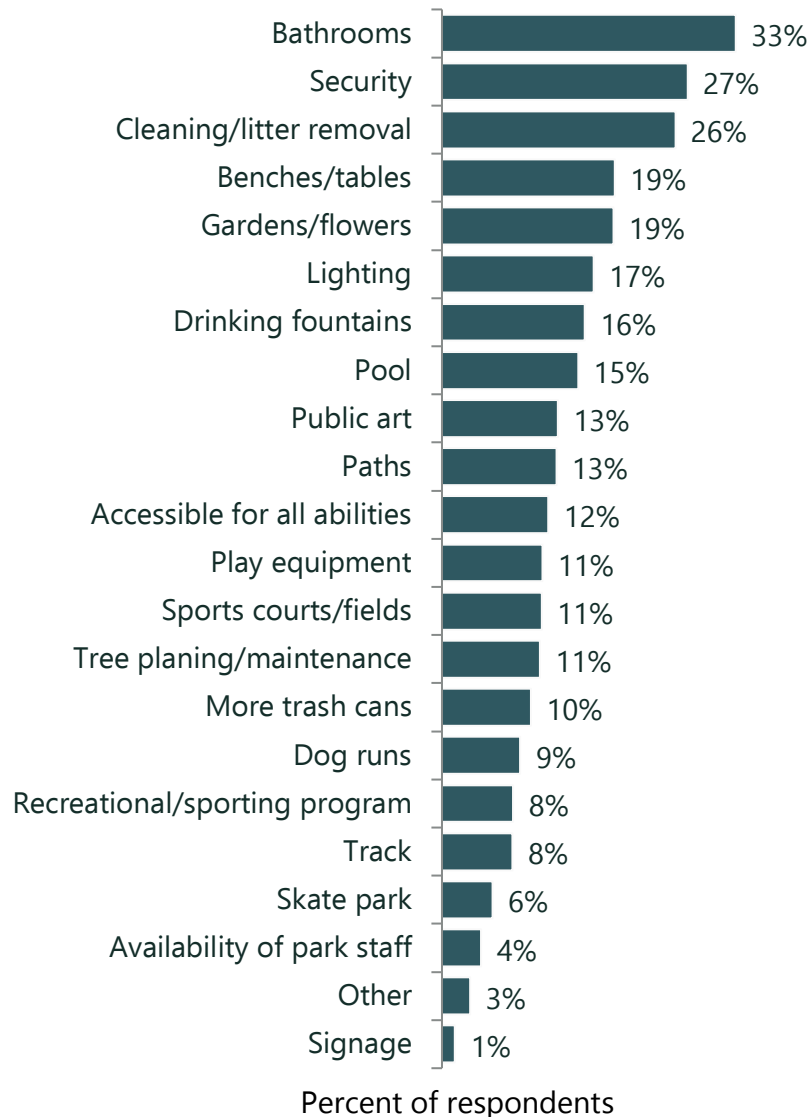 Bathrooms 33%
Security 27%
Cleaning/litter removal 26%
Benches/tables 19%
Gardens/flowers 19%
Lighting 17%
Drinking fountains 16%
Pool 15%
Public art 13%
Paths 13%
Accessible for all abilities 12%
Play equipment 11%
Sports courts/fields 11%
Tree planing/maintenance 11%
More trash cans 10%
Dog runs 9%
Recreational/sporting program 8%
Track 8%
Skate park 6%
Availability of park staff 4%
Other 3%
Signage 1%
Percent of respondents